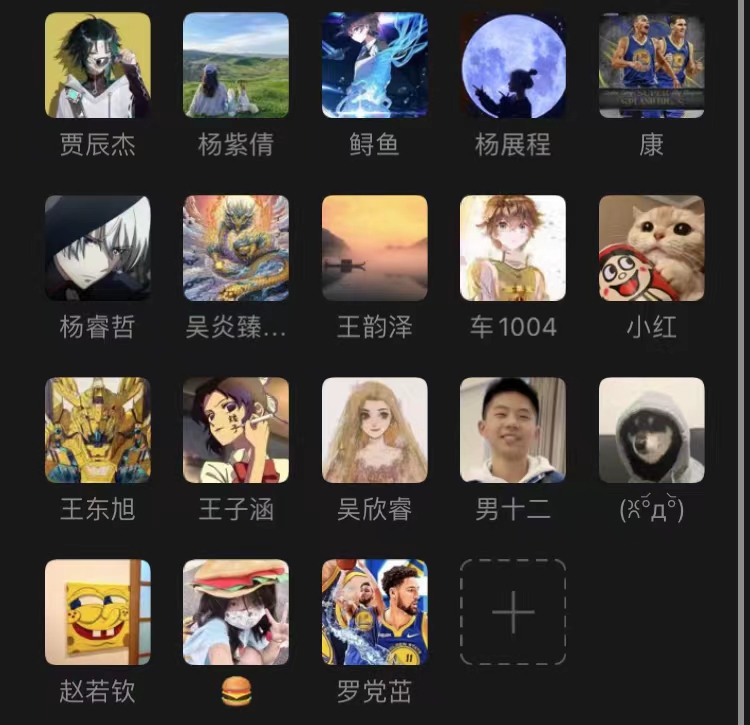 贾辰杰 杨紫倩 鲟鱼 杨展程 康
杨睿哲 吴炎臻... 王韵泽 车1004 小红
王东旭 王子涵 吴欣睿 男十二
赵若钦 🍔 罗党茁
11